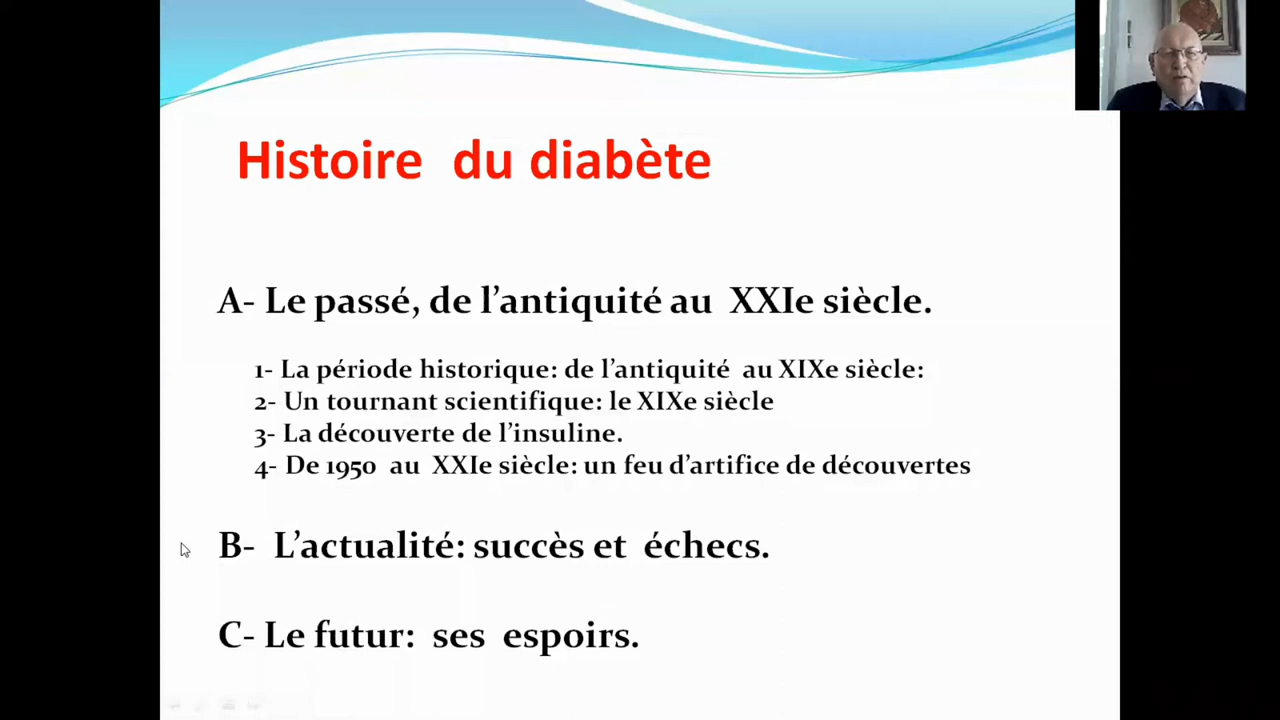 Histoire du diabète
A- Le passé, de l’antiquité au XXIe siècle.
1- La période historique: de l’antiquité au XIXe siècle:
2- Un tournant scientifique: le XIXe siècle
3- La découverte de l’insuline.
4- De 1950 au XXIe siècle: un feu d’artifice de découvertes
B- L’actualité: succès et échecs.
C- Le futur: ses espoirs.